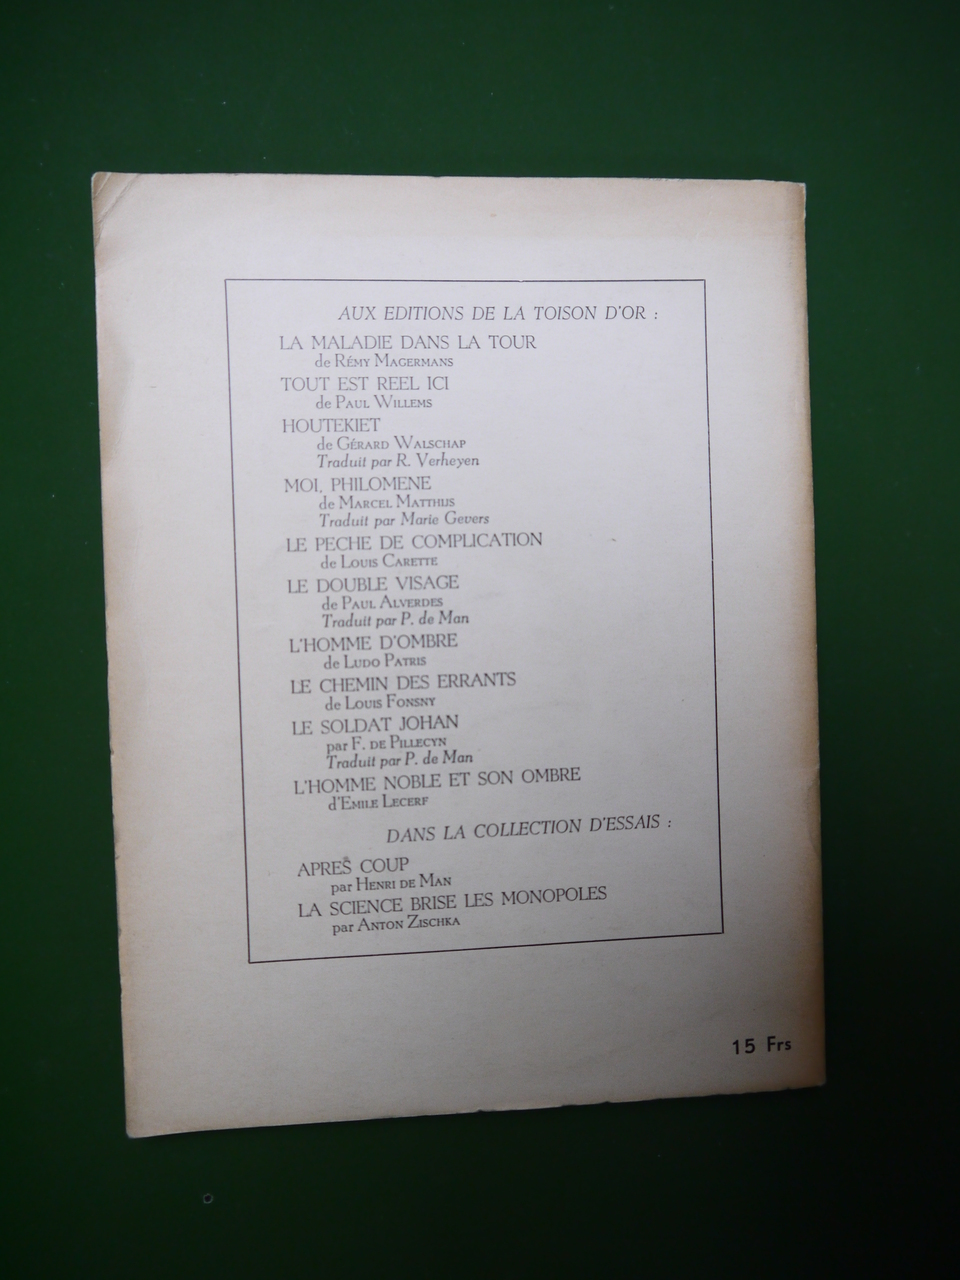 AUX EDITIONS DE LA TOISON D'OR :
LA MALADIE DANS LA TOUR
de RÉMY MAGERMANS
TOUT EST REEL ICI
de PAUL WILLEMS
HOUTEKIET
de GÉRARD WALSCHAP
Traduit par R. Verheyen
MOI, PHILOMENE
de MARCEL MATTHIJS
Traduit par Marie Gevers
LE PECHE DE COMPLICATION
de LOUIS CARETTE
LE DOUBLE VISAGE
de PAUL ALVERDES
Traduit par P. de Man
L'HOMME D'OMBRE
de LUDO PATRIS
LE CHEMIN DES ERRANTS
de LOUIS FONSNY
LE SOLDAT JOHAN
par F. DE PILLECYN
Traduit par P. de Man
L'HOMME NOBLE ET SON OMBRE
d'EMILE LECERF
DANS LA COLLECTION D'ESSAIS :
APRES COUP
par HENRI DE MAN
LA SCIENCE BRISE LES MONOPOLES
par ANTON ZISCHKA
15 Frs